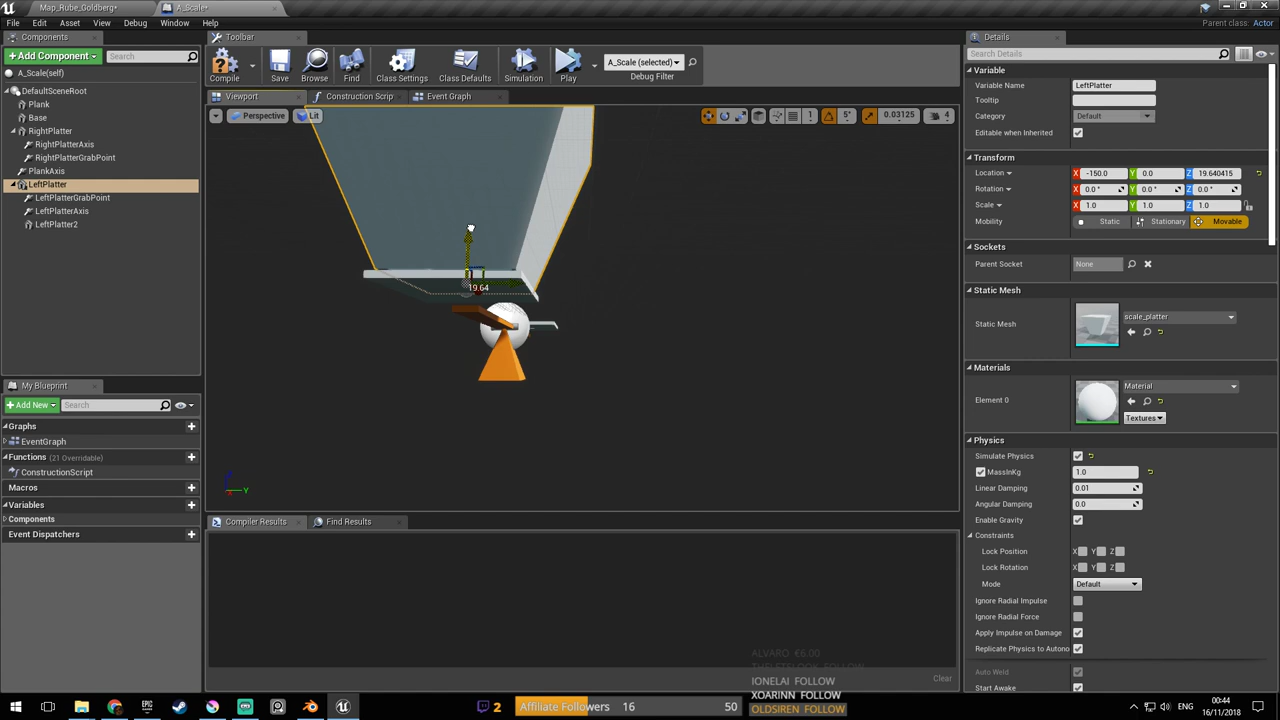 Map_Rube_Goldberg*
A_Scale*
File Edit Asset View Debug Window Help
Parent class: Actor
Components
Toolbar
Details
+ Add Component
Search
Compile
Save
Browse
Find
Class Settings
Class Defaults
Simulation
Play
A_Scale (selected)
Debug Filter
Search Details
A_Scale(self)
DefaultSceneRoot
Plank
Base
RightPlatter
RightPlatterAxis
RightPlatterGrabPoint
PlankAxis
LeftPlatter
LeftPlatterGrabPoint
LeftPlatterAxis
LeftPlatter2
Viewport
Construction Scrip
Event Graph
Perspective
Lit
1
5°
0.03125
4
19.64
Z
X
Y
Variable
Variable Name LeftPlatter
Tooltip
Category Default
Editable when Inherited
Transform
Location X -150.0 Y 0.0 Z 19.640415
Rotation X 0.0 ° Y 0.0 ° Z 0.0 °
Scale X 1.0 Y 1.0 Z 1.0
Mobility Static Stationary Movable
Sockets
Parent Socket None
Static Mesh
Static Mesh scale_platter
Materials
Element 0 Material
Textures
Physics
Simulate Physics
MassInKg 1.0
Linear Damping 0.01
Angular Damping 0.0
Enable Gravity
Constraints
Lock Position X Y Z
Lock Rotation X Y Z
Mode Default
Ignore Radial Impulse
Ignore Radial Force
Apply Impulse on Damage
Replicate Physics to Autono
Auto Weld
Start Awake
My Blueprint
+ Add New
Search
Graphs
EventGraph
Functions (21 Overridable)
ConstructionScript
Macros
Variables
Components
Event Dispatchers
Compiler Results
Find Results
Clear
ALVARO €6.00
IONELAI FOLLOW
XOARINN FOLLOW
OLDSIREN FOLLOW
2
Affiliate Followers 16 50
00:44
16/11/2018